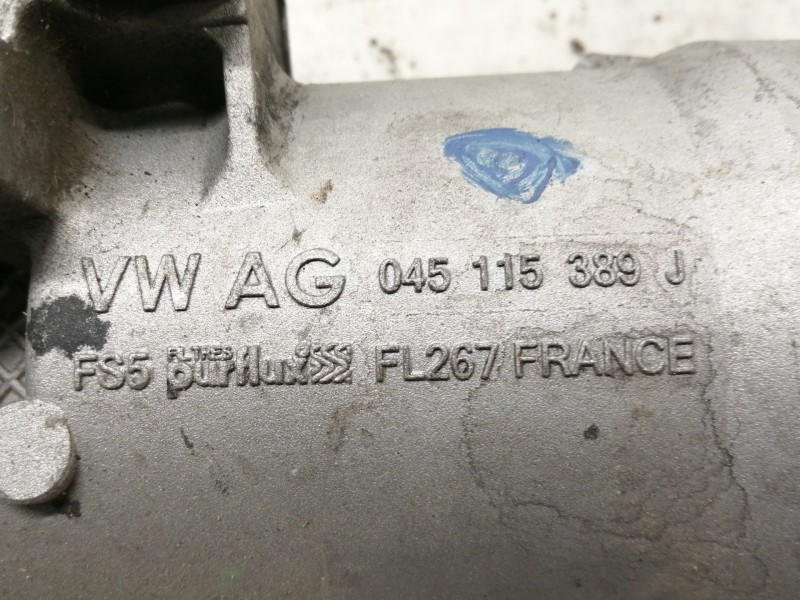 VW AG 045 115 389 J
FS5 FILTRES purflux FL267 FRANCE